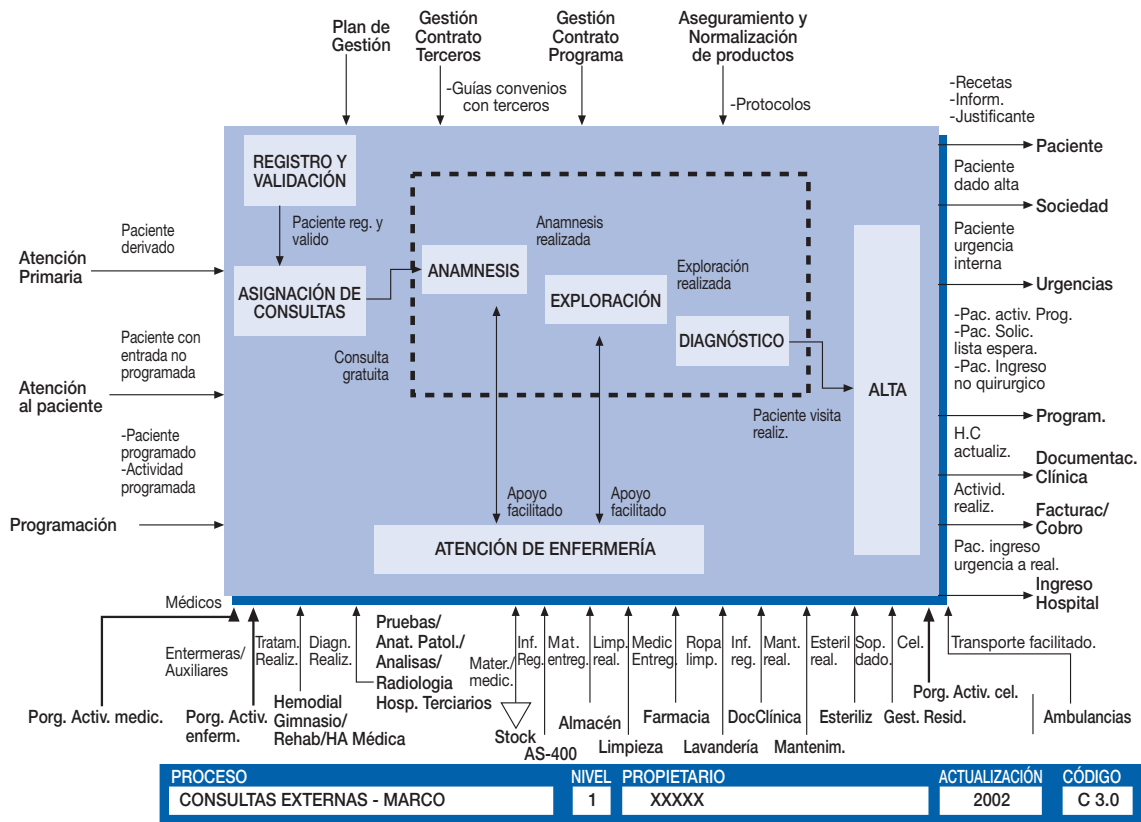 Plan de
Gestión
Gestión
Contrato
Terceros
Gestión
Contrato
Programa
Aseguramiento y
Normalización
de productos
-Guías convenios
con terceros
-Protocolos
-Recetas
-Inform.
-Justificante
REGISTRO Y
VALIDACIÓN
Paciente
Paciente
dado alta
Paciente reg. y
valido
Anamnesis
realizada
Sociedad
Paciente
derivado
Atención
Primaria
ASIGNACIÓN DE
CONSULTAS
ANAMNESIS
EXPLORACIÓN
Exploración
realizada
Paciente
urgencia
interna
Urgencias
Paciente con
entrada no
programada
Consulta
gratuita
DIAGNÓSTICO
-Pac. activ. Prog.
-Pac. Solic.
lista espera.
-Pac. Ingreso
no quirurgico
Atención
al paciente
ALTA
Paciente visita
realiz.
Program.
-Paciente
programado
-Actividad
programada
H.C
actualiz.
Documentac.
Clínica
Programación
Apoyo
facilitado
Apoyo
facilitado
Activid.
realiz.
Facturac/
Cobro
ATENCIÓN DE ENFERMERÍA
Pac. ingreso
urgencia a real.
Ingreso
Hospital
Médicos
Entermeras/
Auxiliares
Tratam.
Realiz.
Diagn.
Realiz.
Pruebas/
Anat. Patol./
Analisas/
Radiologia
Hosp. Terciarios
Mater./
medic.
Inf.
Reg.
Mat.
entreg.
Limp.
real.
Medic
Entreg.
Ropa
limp.
Inf.
reg.
Mant.
real.
Esteril
real.
Sop.
dado.
Cel.
Transporte facilitado.
Porg. Activ. medic.
Porg. Activ.
enferm.
Hemodial
Gimnasio/
Rehab/HA Médica
Stock
AS-400
Almacén
Limpieza
Farmacia
Lavandería
DocClínica
Mantenim.
Esteriliz
Gest. Resid.
Porg. Activ. cel.
Ambulancias
PROCESO
NIVEL
PROPIETARIO
ACTUALIZACIÓN
CÓDIGO
CONSULTAS EXTERNAS - MARCO
1
XXXXX
2002
C 3.0